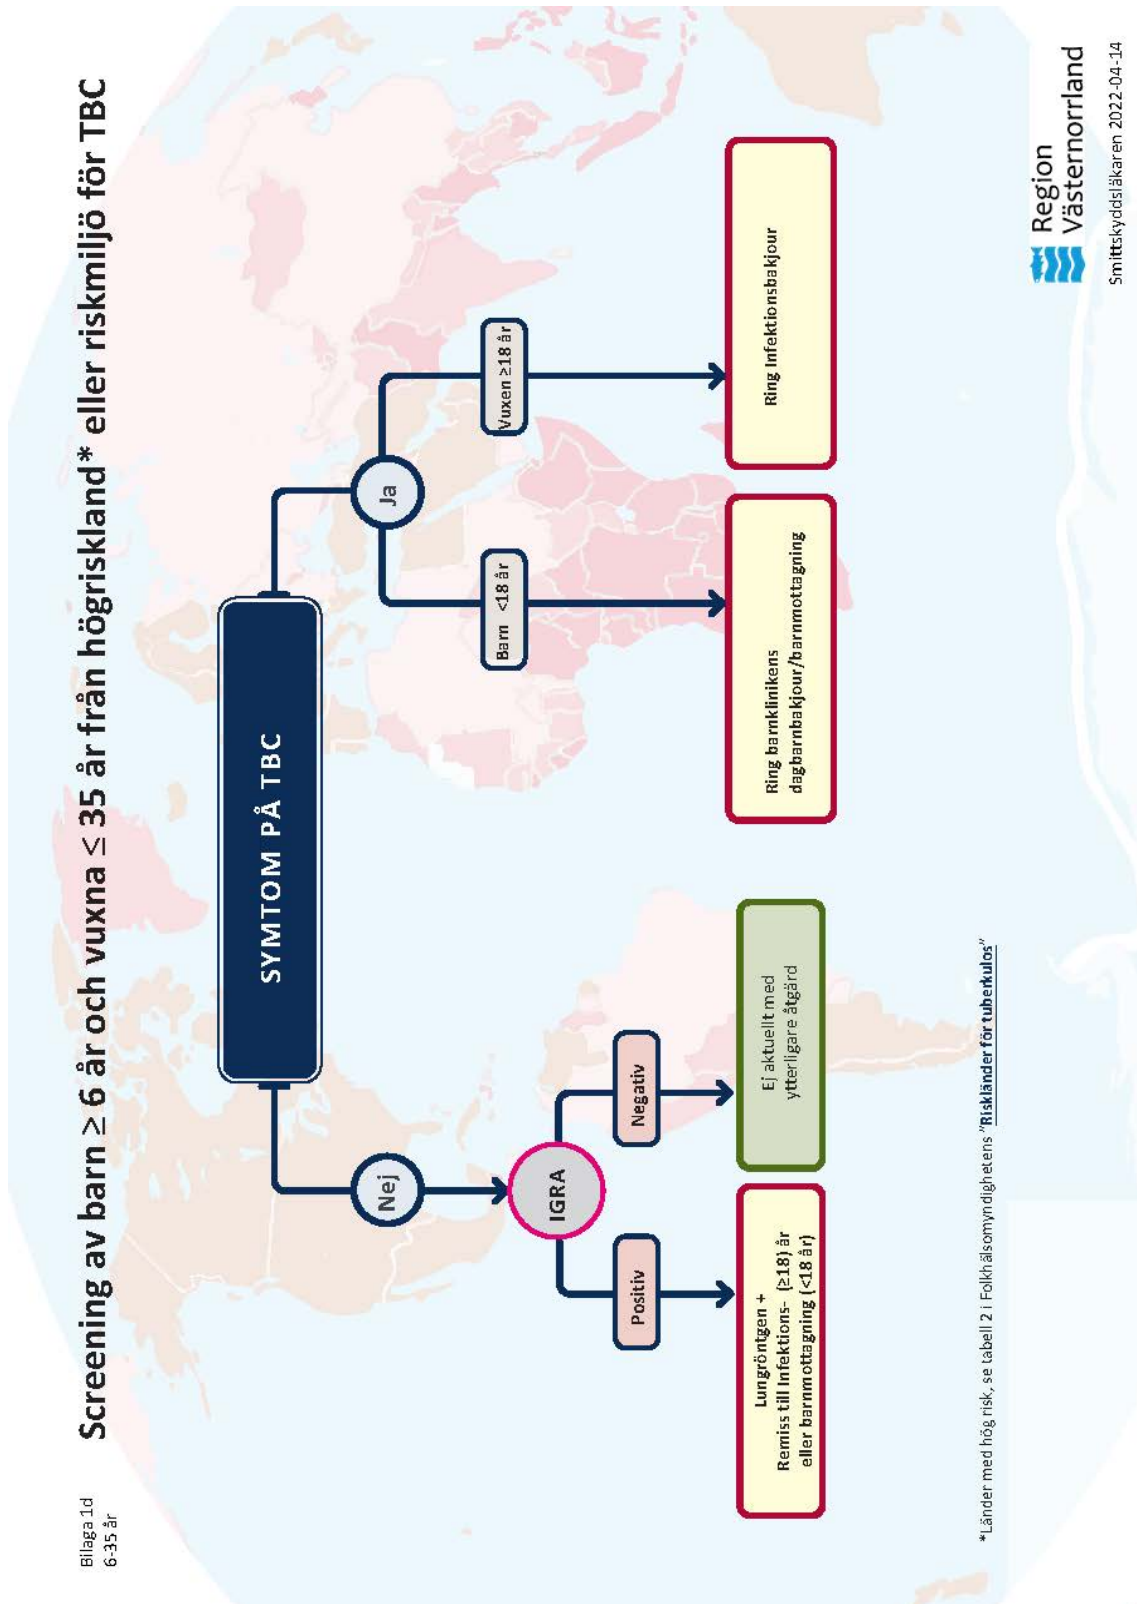 Bilaga 1d
6-35 år
Screening av barn ≥ 6 år och vuxna ≤ 35 år från högriskland* eller riskmiljö för TBC
SYMTOM PÅ TBC
Nej
Ja
IGRA
Barn <18 år
Vuxen ≥18 år
Positiv
Negativ
Lungröntgen +
Remiss till Infektions- (≥18) år
eller barnmottagning (<18 år)
Ej aktuellt med
ytterligare åtgärd
Ring barnklinikens
dagbarnbakjour/barnmottagning
Ring Infektionsbakjour
*Länder med hög risk, se tabell 2 i Folkhälsomyndighetens "Riskländer för tuberkulos"
Region
Västernorrland
Smittskyddsläkaren 2022-04-14